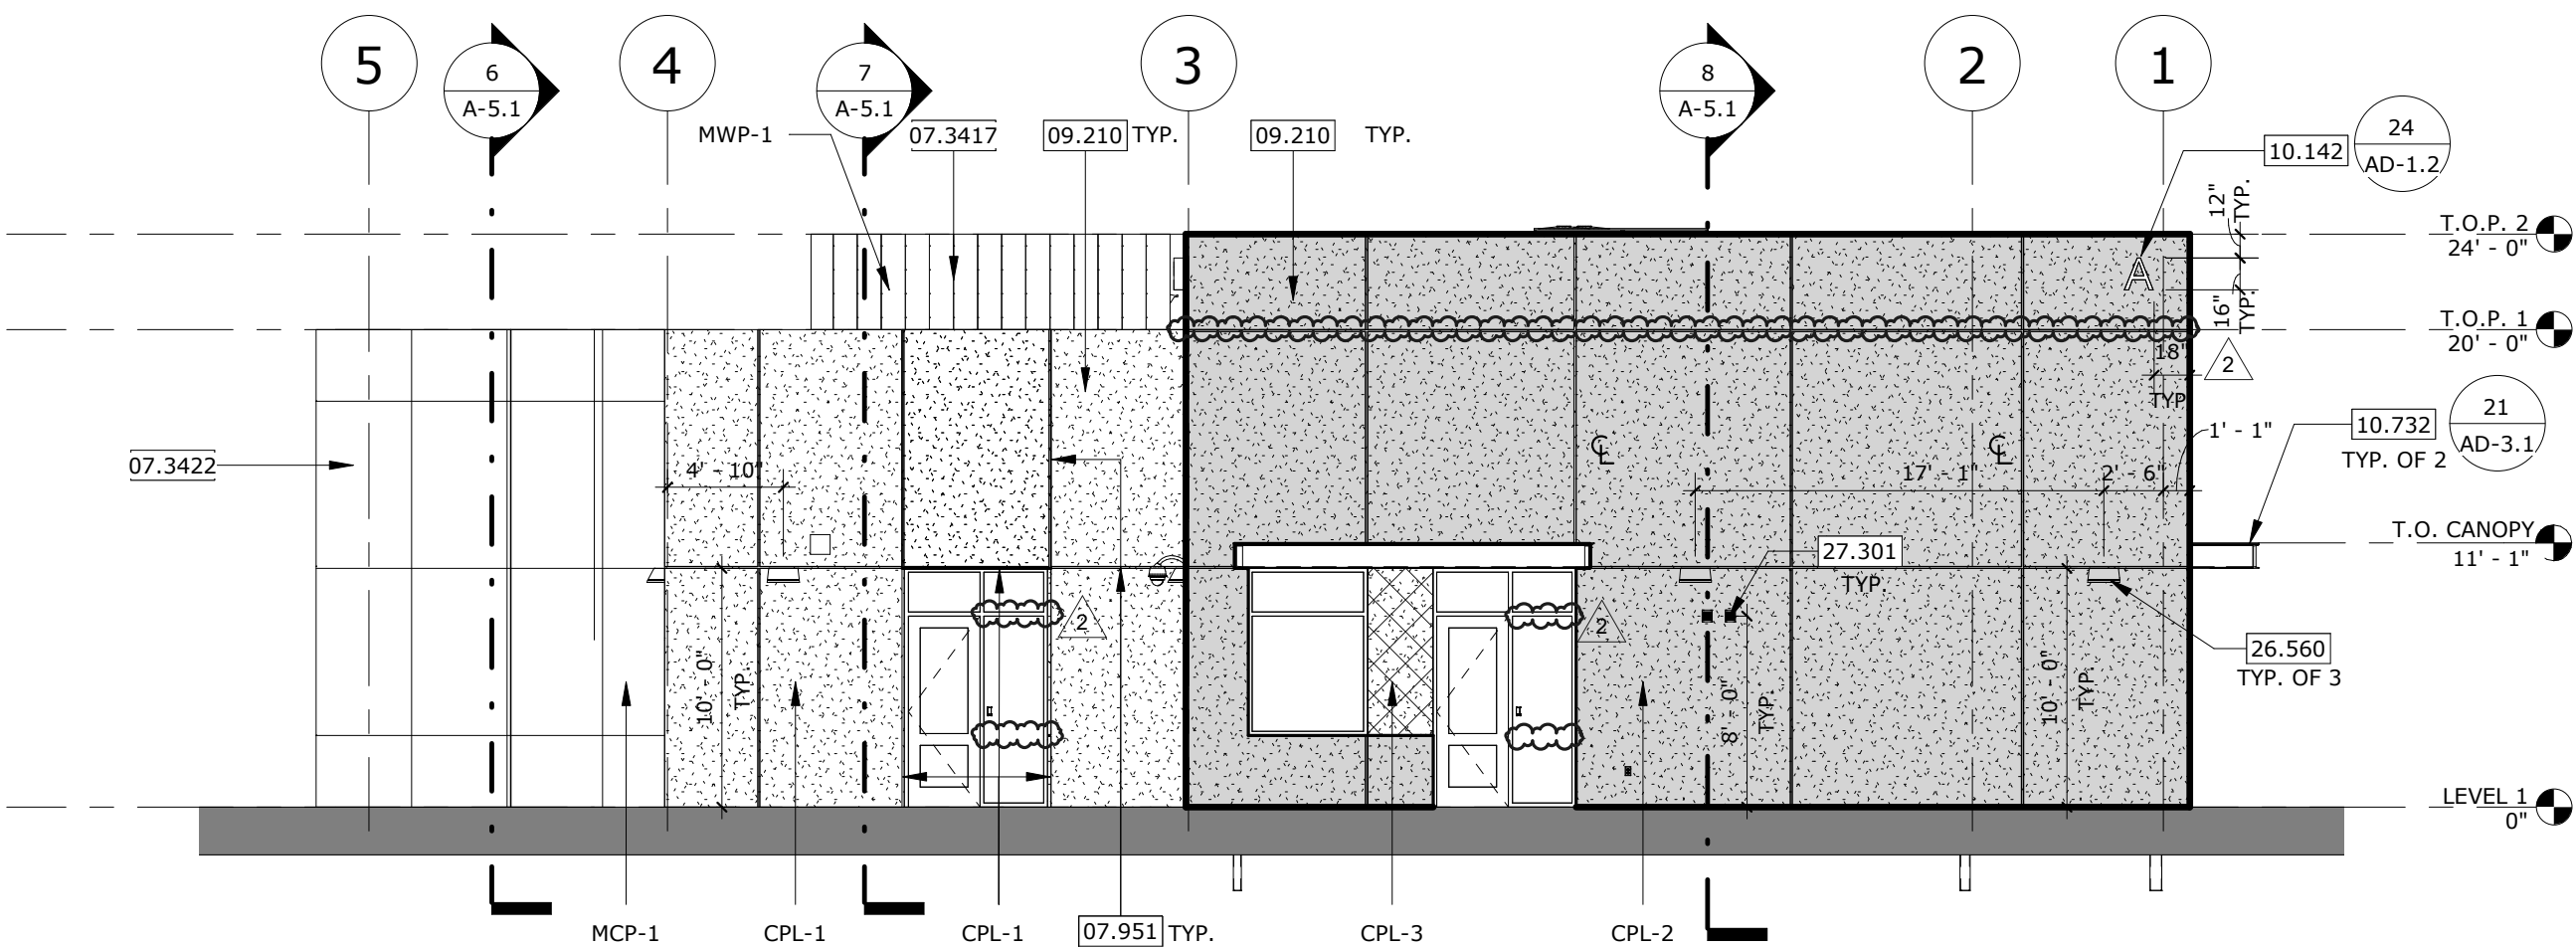 5
6
A-5.1
4
7
A-5.1
3
8
A-5.1
2
1
MWP-1
07.3417
09.210 TYP.
09.210 TYP.
10.142
24
AD-1.2
12"
TYP.
T.O.P. 2
24' - 0"
A
16"
TYP.
T.O.P. 1
20' - 0"
18"
2
TYP.
10.732
21
AD-3.1
TYP. OF 2
1' - 1"
07.3422
4' - 10"
CL
CL
17' - 1"
2' - 6"
T.O. CANOPY
11' - 1"
27.301
TYP.
2
2
26.560
TYP. OF 3
10' - 0"
TYP.
8' - 0"
TYP.
10' - 0"
TYP.
LEVEL 1
0"
MCP-1
CPL-1
CPL-1
07.951 TYP.
CPL-3
CPL-2